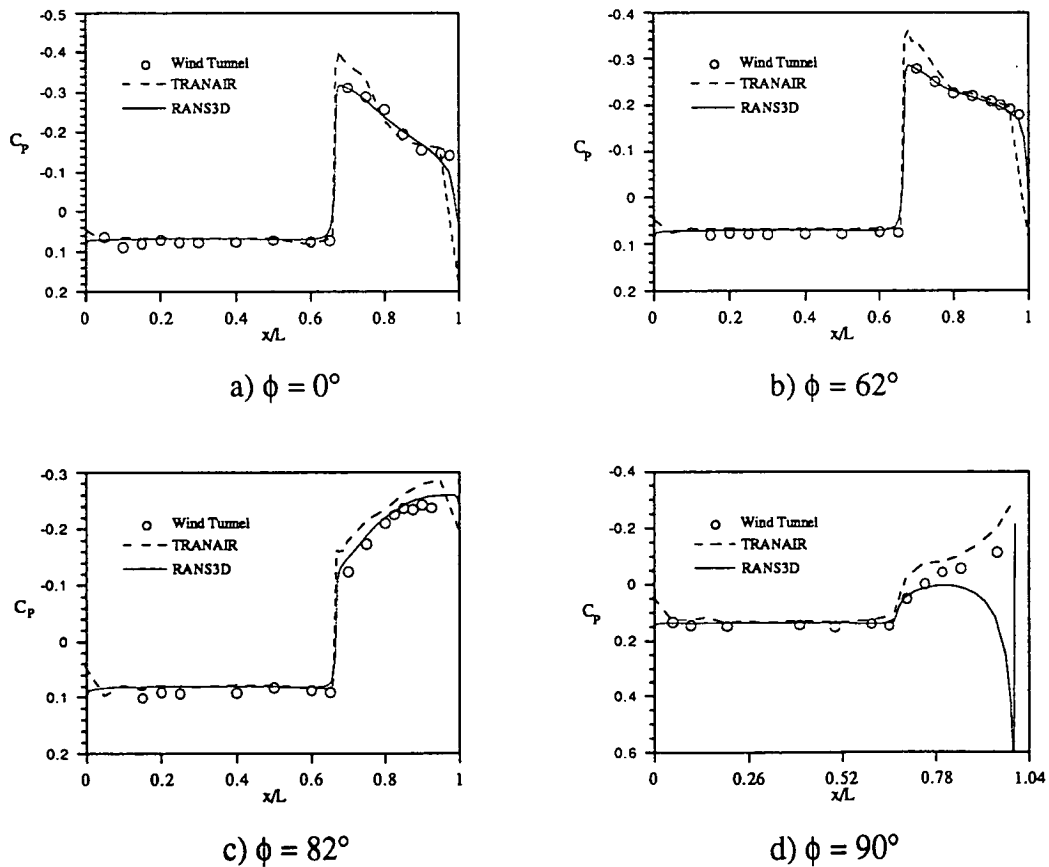 -0.5
-0.4
-0.3
-0.2
-0.1
0
0.1
0.2
C_P
Wind Tunnel
TRANAIR
RANS3D
0 0.2 0.4 0.6 0.8 1
x/L
a) ϕ = 0°
-0.4
-0.3
-0.2
-0.1
0
0.1
0.2
C_P
Wind Tunnel
TRANAIR
RANS3D
0 0.2 0.4 0.6 0.8 1
x/L
b) ϕ = 62°
-0.3
-0.2
-0.1
0
0.1
0.2
C_P
Wind Tunnel
TRANAIR
RANS3D
0 0.2 0.4 0.6 0.8 1
x/L
c) ϕ = 82°
-0.4
-0.2
0
0.2
0.4
0.6
C_P
Wind Tunnel
TRANAIR
RANS3D
0 0.26 0.52 0.78 1.04
x/L
d) ϕ = 90°